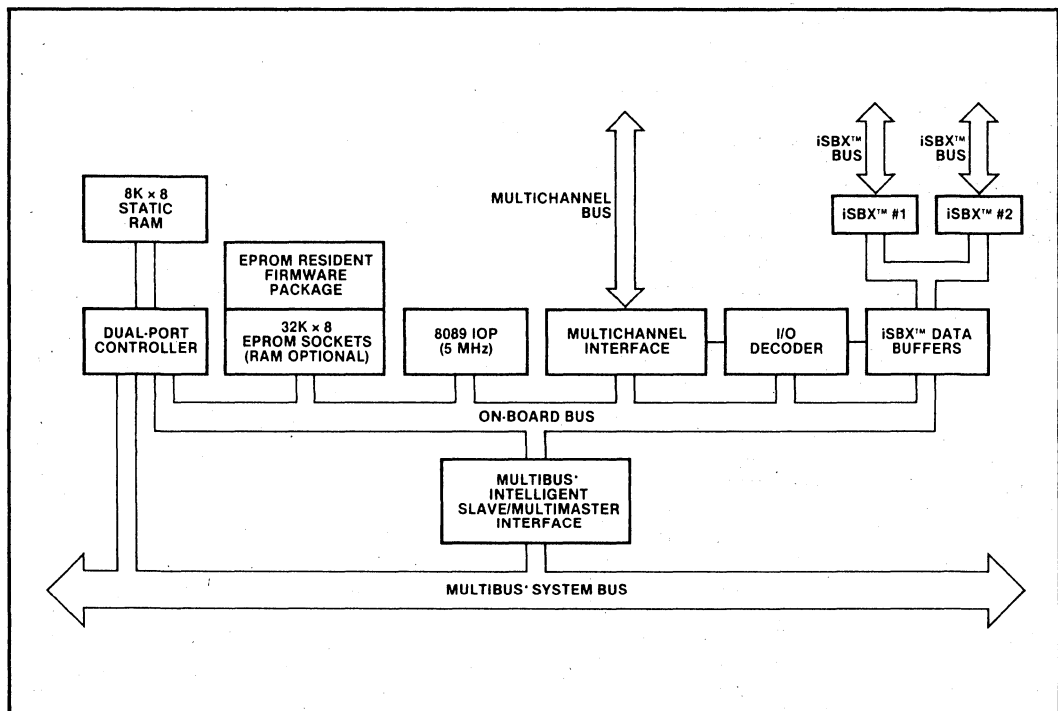 iSBX™
BUS
iSBX™
BUS
MULTICHANNEL
BUS
8K × 8
STATIC
RAM
iSBX™ #1
iSBX™ #2
EPROM RESIDENT
FIRMWARE
PACKAGE
DUAL-PORT
CONTROLLER
32K × 8
EPROM SOCKETS
(RAM OPTIONAL)
8089 IOP
(5 MHz)
MULTICHANNEL
INTERFACE
I/O
DECODER
iSBX™ DATA
BUFFERS
ON-BOARD BUS
MULTIBUS*
INTELLIGENT
SLAVE/MULTIMASTER
INTERFACE
MULTIBUS* SYSTEM BUS